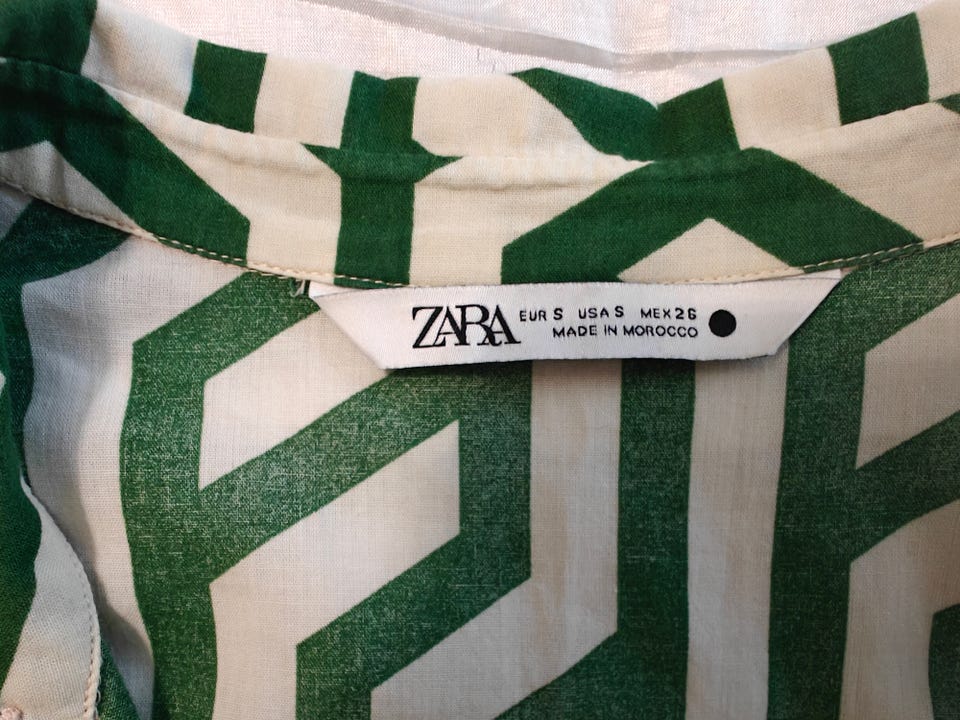 ZARA
EUR S USA S MEX 26
MADE IN MOROCCO